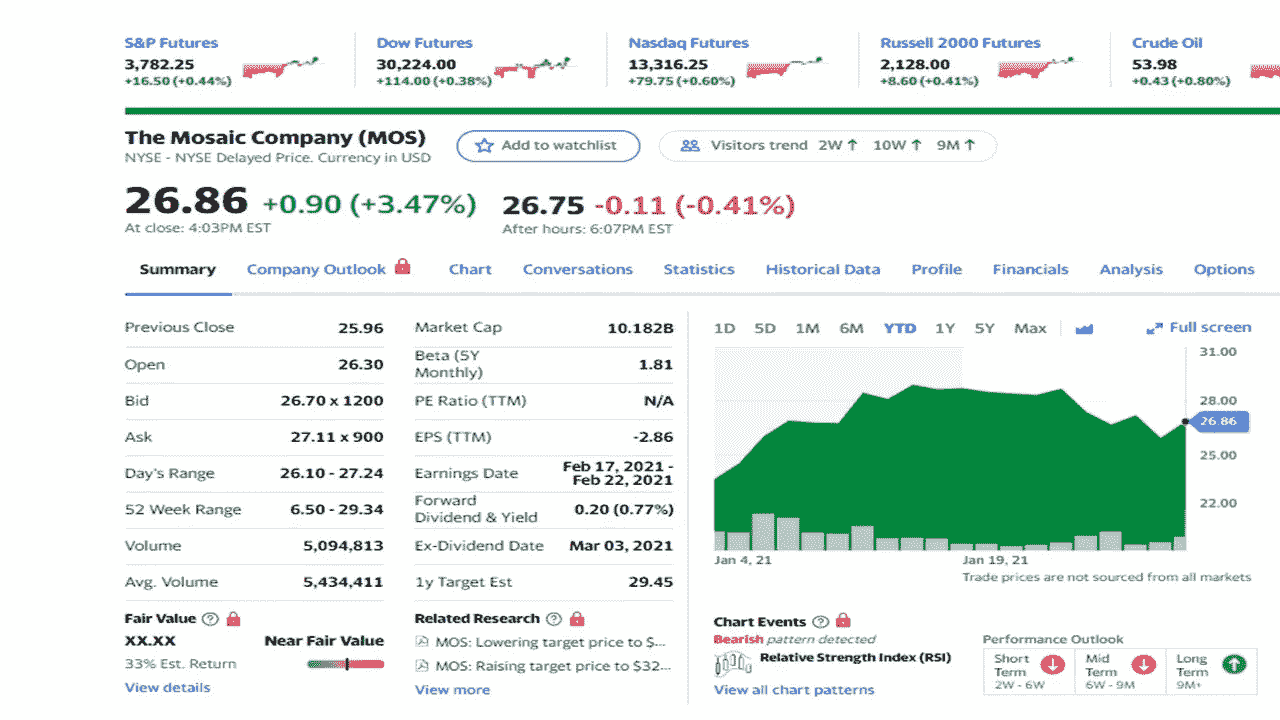 S&P Futures
3,782.25
+16.50 (+0.44%)
Dow Futures
30,224.00
+114.00 (+0.38%)
Nasdaq Futures
13,316.25
+79.75 (+0.60%)
Russell 2000 Futures
2,128.00
+8.60 (+0.41%)
Crude Oil
53.98
+0.43 (+0.80%)
The Mosaic Company (MOS)
NYSE - NYSE Delayed Price. Currency in USD
Add to watchlist
Visitors trend 2W ↑ 10W ↑ 9M ↑
26.86 +0.90 (+3.47%)
At close: 4:03PM EST
26.75 -0.11 (-0.41%)
After hours: 6:07PM EST
Summary Company Outlook Chart Conversations Statistics Historical Data Profile Financials Analysis Options
Previous Close 25.96
Open 26.30
Bid 26.70 x 1200
Ask 27.11 x 900
Day's Range 26.10 - 27.24
52 Week Range 6.50 - 29.34
Volume 5,094,813
Avg. Volume 5,434,411
Market Cap 10.182B
Beta (5Y
Monthly) 1.81
PE Ratio (TTM) N/A
EPS (TTM) -2.86
Earnings Date Feb 17, 2021 -
Feb 22, 2021
Forward
Dividend & Yield 0.20 (0.77%)
Ex-Dividend Date Mar 03, 2021
1y Target Est 29.45
1D 5D 1M 6M YTD 1Y 5Y Max
Full screen
31.00
28.00
26.86
25.00
22.00
Jan 4, 21 Jan 19, 21
Trade prices are not sourced from all markets
Fair Value ?
XX.XX Near Fair Value
33% Est. Return
View details
Related Research ?
MOS: Lowering target price to $...
MOS: Raising target price to $32...
View more
Chart Events ?
Bearish pattern detected
Relative Strength Index (RSI)
View all chart patterns
Performance Outlook
Short
Term
2W - 6W
Mid
Term
6W - 9M
Long
Term
9M+